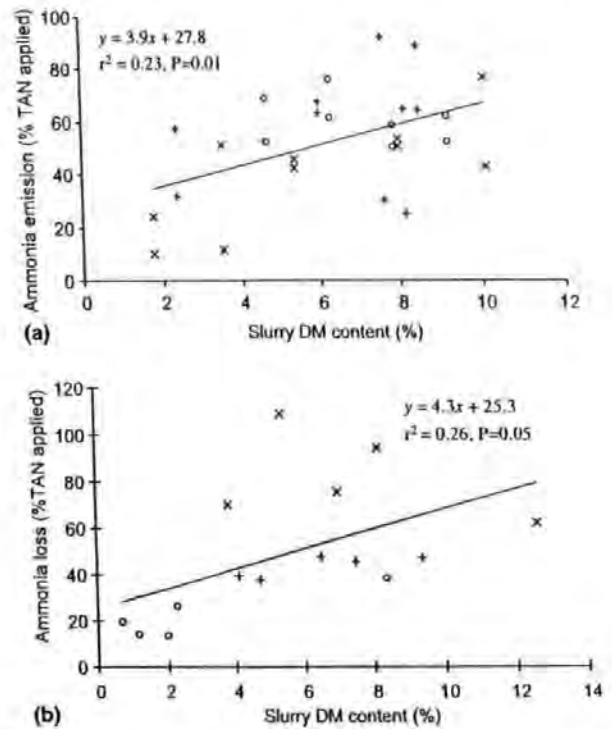 100
80
60
40
20
0
Ammonia emission (% TAN applied)
y = 3.9x + 27.8
r² = 0.23, P=0.01
0 2 4 6 8 10 12
Slurry DM content (%)
(a)
120
100
80
60
40
20
0
Ammonia loss (%TAN applied)
y = 4.3x + 25.3
r² = 0.26, P=0.05
0 2 4 6 8 10 12 14
Slurry DM content (%)
(b)